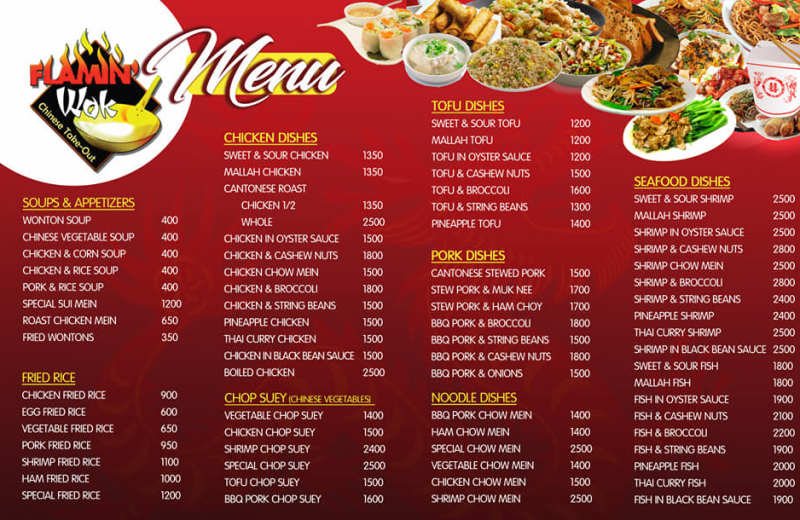 FLAMIN'
Wok
Chinese Take-Out
Menu
SOUPS & APPETIZERS
WONTON SOUP 400
CHINESE VEGETABLE SOUP 400
CHICKEN & CORN SOUP 400
CHICKEN & RICE SOUP 400
PORK & RICE SOUP 400
SPECIAL SUI MEIN 1200
ROAST CHICKEN MEIN 650
FRIED WONTONS 350
FRIED RICE
CHICKEN FRIED RICE 900
EGG FRIED RICE 600
VEGETABLE FRIED RICE 650
PORK FRIED RICE 950
SHRIMP FRIED RICE 1100
HAM FRIED RICE 1000
SPECIAL FRIED RICE 1200
CHICKEN DISHES
SWEET & SOUR CHICKEN 1350
MALLAH CHICKEN 1350
CANTONESE ROAST
CHICKEN 1/2 1350
WHOLE 2500
CHICKEN IN OYSTER SAUCE 1500
CHICKEN & CASHEW NUTS 1800
CHICKEN CHOW MEIN 1500
CHICKEN & BROCCOLI 1800
CHICKEN & STRING BEANS 1500
PINEAPPLE CHICKEN 1500
THAI CURRY CHICKEN 1500
CHICKEN IN BLACK BEAN SAUCE 1500
BOILED CHICKEN 2500
CHOP SUEY (CHINESE VEGETABLES)
VEGETABLE CHOP SUEY 1400
CHICKEN CHOP SUEY 1500
SHRIMP CHOP SUEY 2400
SPECIAL CHOP SUEY 2500
TOFU CHOP SUEY 1500
BBQ PORK CHOP SUEY 1600
TOFU DISHES
SWEET & SOUR TOFU 1200
MALLAH TOFU 1200
TOFU IN OYSTER SAUCE 1200
TOFU & CASHEW NUTS 1500
TOFU & BROCCOLI 1600
TOFU & STRING BEANS 1300
PINEAPPLE TOFU 1400
PORK DISHES
CANTONESE STEWED PORK 1500
STEW PORK & MUK NEE 1700
STEW PORK & HAM CHOY 1700
BBQ PORK & BROCCOLI 1800
BBQ PORK & STRING BEANS 1500
BBQ PORK & CASHEW NUTS 1800
BBQ PORK & ONIONS 1500
NOODLE DISHES
BBQ PORK CHOW MEIN 1400
HAM CHOW MEIN 1400
SPECIAL CHOW MEIN 2500
VEGETABLE CHOW MEIN 1400
CHICKEN CHOW MEIN 1500
SHRIMP CHOW MEIN 2500
SEAFOOD DISHES
SWEET & SOUR SHRIMP 2500
MALLAH SHRIMP 2500
SHRIMP IN OYSTER SAUCE 2500
SHRIMP & CASHEW NUTS 2800
SHRIMP CHOW MEIN 2500
SHRIMP & BROCCOLI 2800
SHRIMP & STRING BEANS 2400
PINEAPPLE SHRIMP 2400
THAI CURRY SHRIMP 2500
SHRIMP IN BLACK BEAN SAUCE 2500
SWEET & SOUR FISH 1800
MALLAH FISH 1800
FISH IN OYSTER SAUCE 1900
FISH & CASHEW NUTS 2100
FISH & BROCCOLI 2200
FISH & STRING BEANS 1900
PINEAPPLE FISH 2000
THAI CURRY FISH 2000
FISH IN BLACK BEAN SAUCE 1900